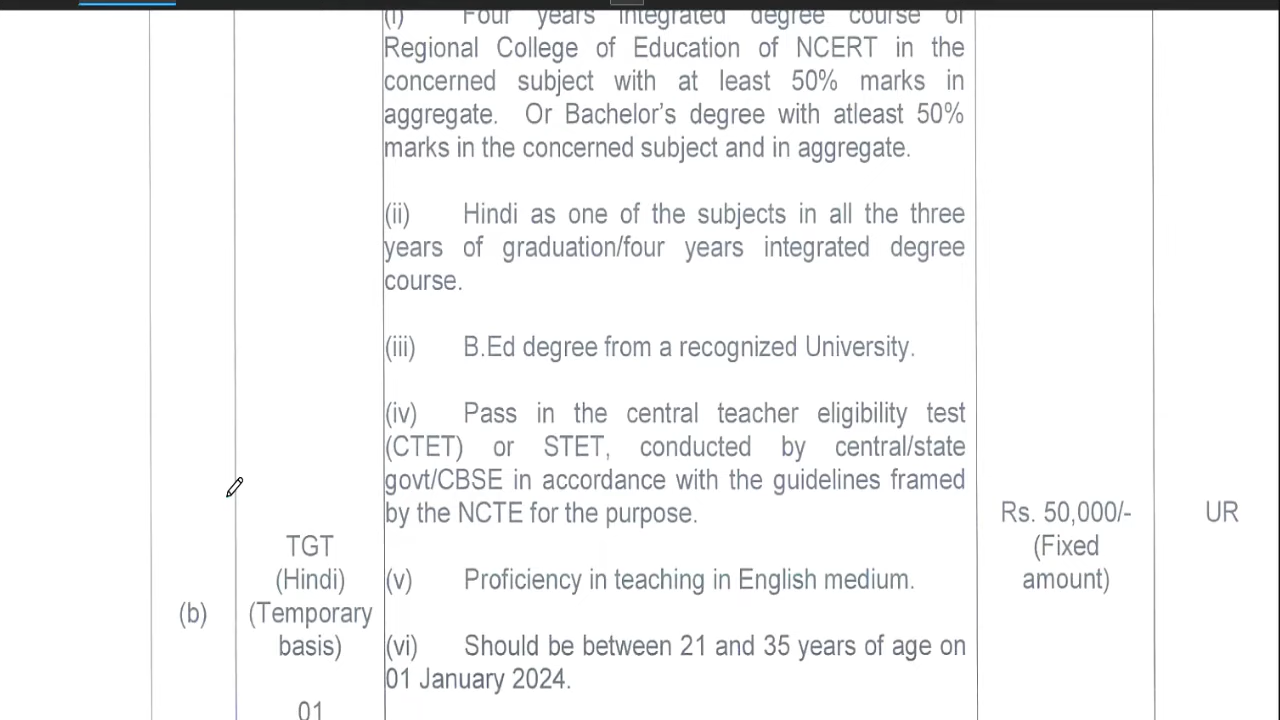 (i) Four years integrated degree course of
Regional College of Education of NCERT in the
concerned subject with at least 50% marks in
aggregate. Or Bachelor's degree with atleast 50%
marks in the concerned subject and in aggregate.
(ii) Hindi as one of the subjects in all the three
years of graduation/four years integrated degree
course.
(iii) B.Ed degree from a recognized University.
(iv) Pass in the central teacher eligibility test
(CTET) or STET, conducted by central/state
govt/CBSE in accordance with the guidelines framed
by the NCTE for the purpose.
(v) Proficiency in teaching in English medium.
(vi) Should be between 21 and 35 years of age on
01 January 2024.
(b)
TGT
(Hindi)
(Temporary
basis)
01
Rs. 50,000/-
(Fixed
amount)
UR